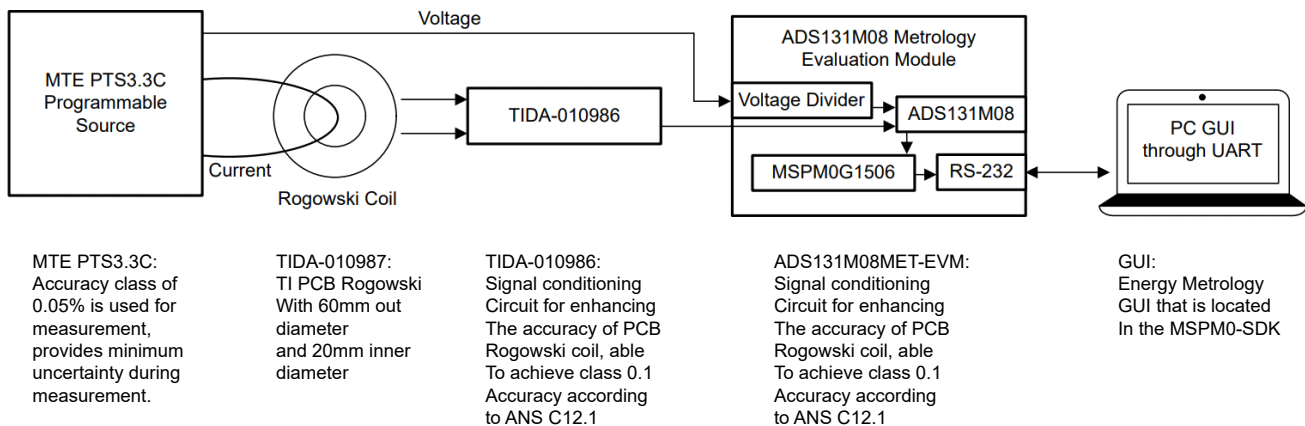 Voltage
MTE PTS3.3C
Programmable
Source
Current
Rogowski Coil
TIDA-010986
ADS131M08 Metrology
Evaluation Module
Voltage Divider
ADS131M08
MSPM0G1506
RS-232
PC GUI
through UART
MTE PTS3.3C:
Accuracy class of
0.05% is used for
measurement,
provides minimum
uncertainty during
measurement.
TIDA-010987:
TI PCB Rogowski
With 60mm out
diameter
and 20mm inner
diameter
TIDA-010986:
Signal conditioning
Circuit for enhancing
The accuracy of PCB
Rogowski coil, able
To achieve class 0.1
Accuracy according
to ANS C12.1
ADS131M08MET-EVM:
Signal conditioning
Circuit for enhancing
The accuracy of PCB
Rogowski coil, able
To achieve class 0.1
Accuracy according
to ANS C12.1
GUI:
Energy Metrology
GUI that is located
In the MSPM0-SDK